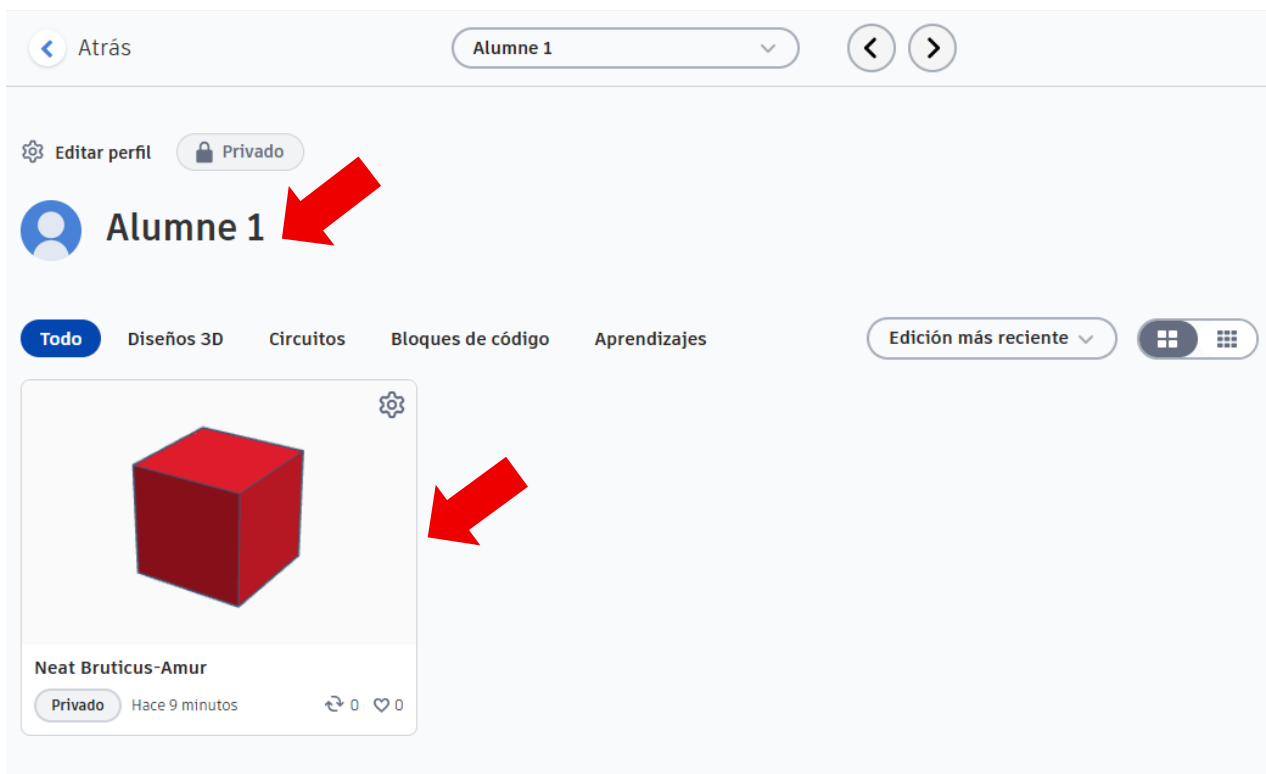 Atrás
Alumne 1
Editar perfil
Privado
Alumne 1
Todo Diseños 3D Circuitos Bloques de código Aprendizajes Edición más reciente
Neat Bruticus-Amur
Privado Hace 9 minutos 0 0